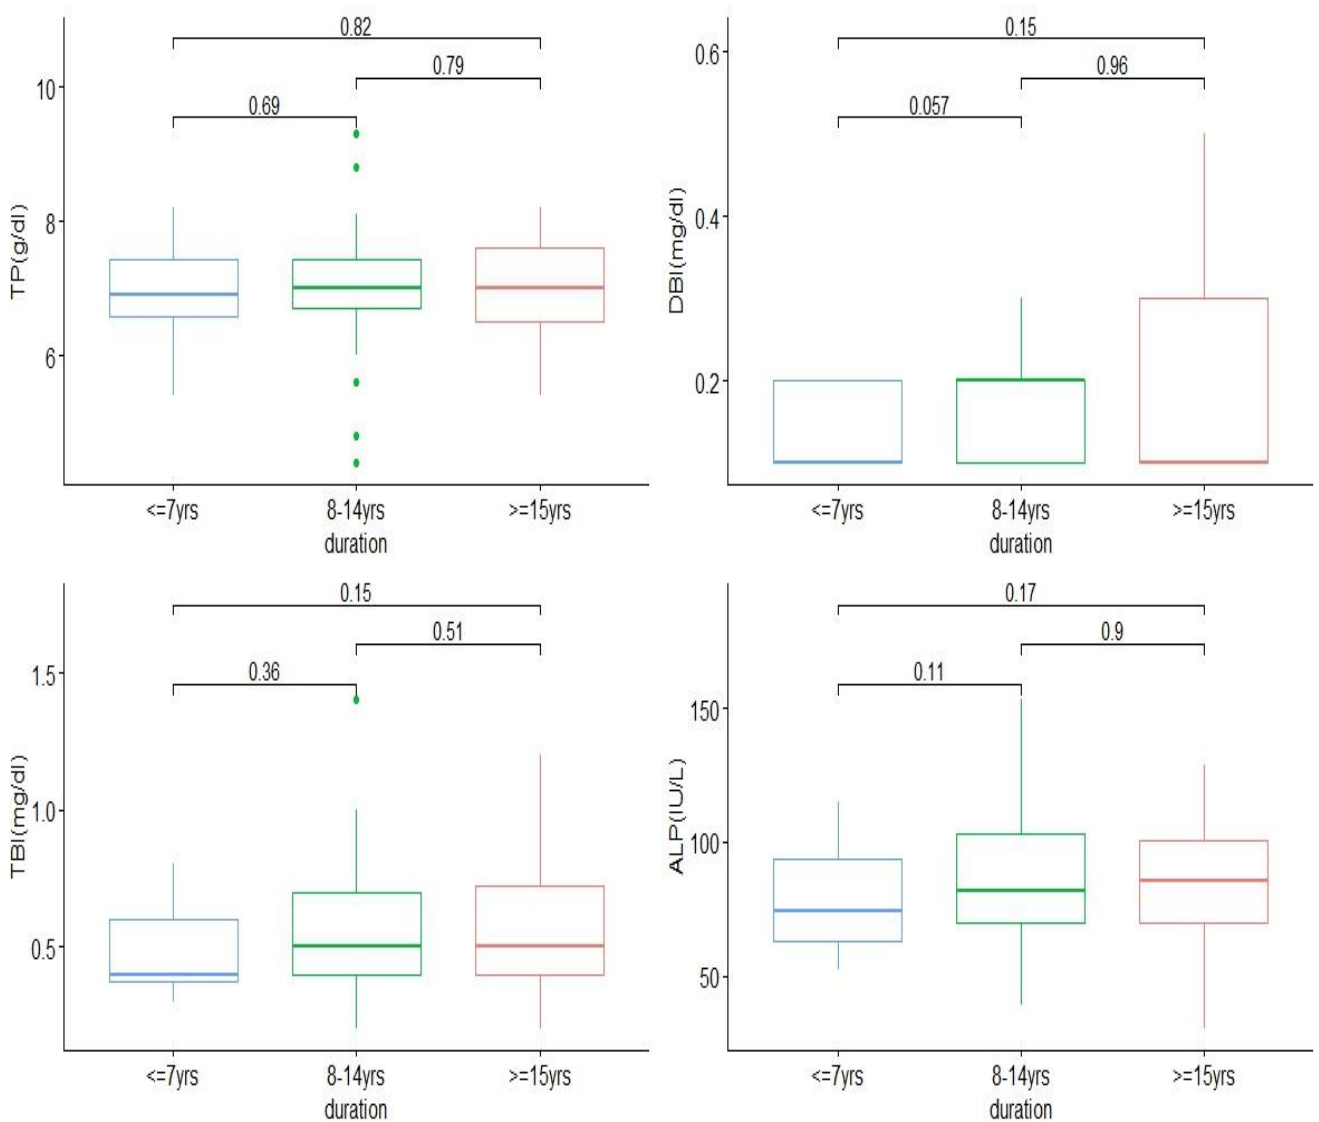 0.82
0.79
0.69
10
8
6
TP(g/dl)
<=7yrs 8-14yrs >=15yrs
duration
0.15
0.96
0.057
0.6
0.4
0.2
DBI(mg/dl)
<=7yrs 8-14yrs >=15yrs
duration
0.15
0.51
0.36
1.5
1.0
0.5
TBI(mg/dl)
<=7yrs 8-14yrs >=15yrs
duration
0.17
0.9
0.11
150
100
50
ALP(IU/L)
<=7yrs 8-14yrs >=15yrs
duration